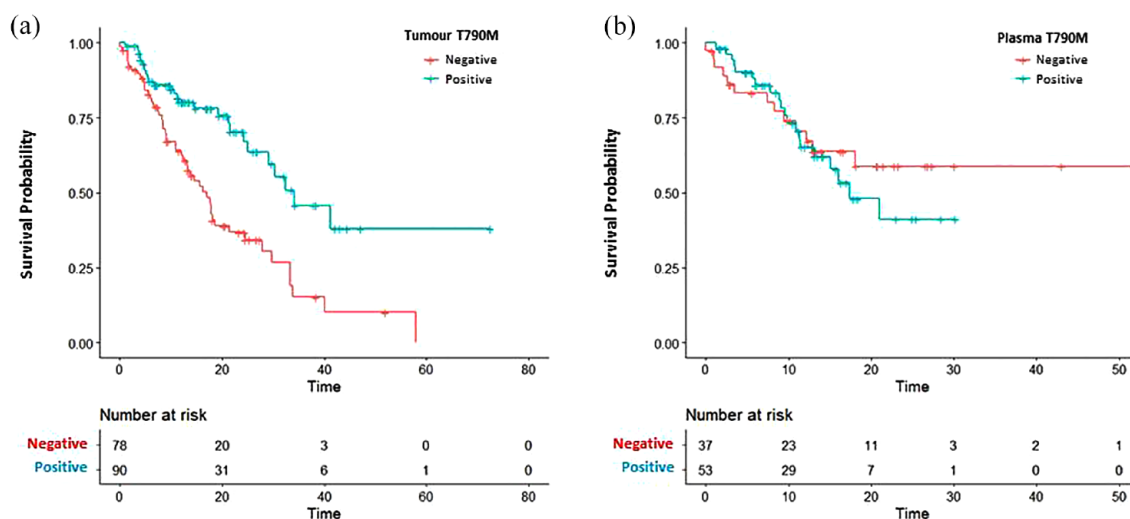 (a)
Tumour T790M
Negative
Positive
Survival Probability
1.00
0.75
0.50
0.25
0.00
0 20 40 60 80
Time
Number at risk
Negative 78 20 3 0 0
Positive 90 31 6 1 0
0 20 40 60 80
Time
(b)
Plasma T790M
Negative
Positive
Survival Probability
1.00
0.75
0.50
0.25
0.00
0 10 20 30 40 50
Time
Number at risk
Negative 37 23 11 3 2 1
Positive 53 29 7 1 0 0
0 10 20 30 40 50
Time